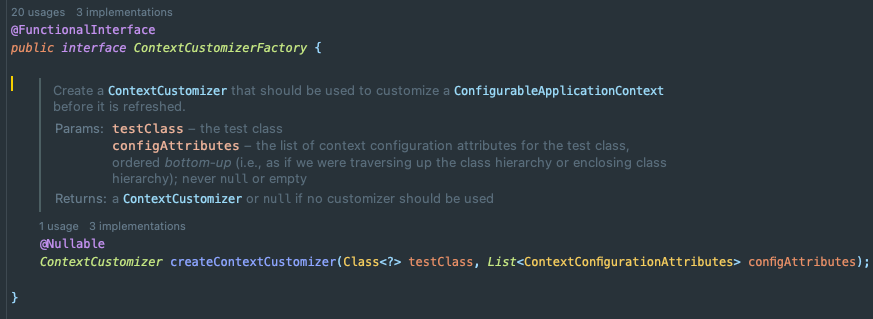 20 usages   3 implementations
@FunctionalInterface
public interface ContextCustomizerFactory {
Create a ContextCustomizer that should be used to customize a ConfigurableApplicationContext
before it is refreshed.
Params: testClass – the test class
configAttributes – the list of context configuration attributes for the test class,
ordered bottom-up (i.e., as if we were traversing up the class hierarchy or enclosing class
hierarchy); never null or empty
Returns: a ContextCustomizer or null if no customizer should be used
1 usage   3 implementations
@Nullable
ContextCustomizer createContextCustomizer(Class<?> testClass, List<ContextConfigurationAttributes> configAttributes);
}